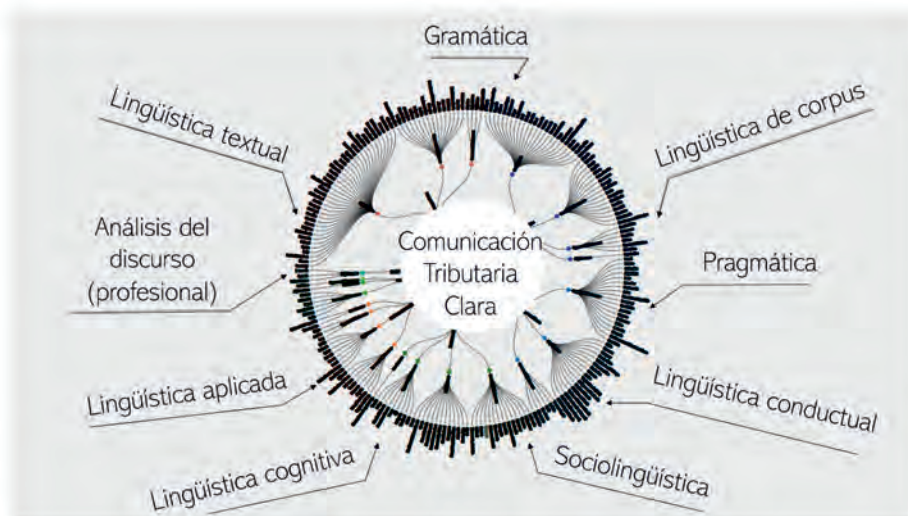 Gramática
Lingüística textual
Lingüística de corpus
Análisis del
discurso
(profesional)
Comunicación
Tributaria
Clara
Pragmática
Lingüística aplicada
Lingüística conductual
Lingüística cognitiva
Sociolingüística